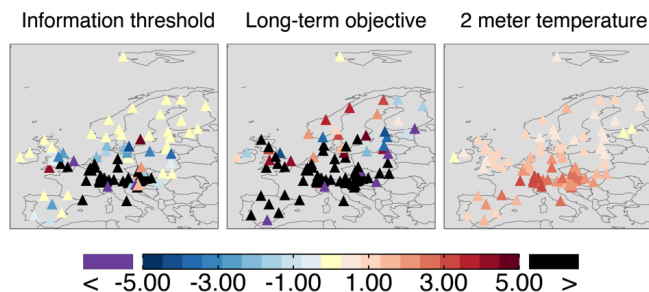 Information threshold Long-term objective 2 meter temperature
< -5.00 -3.00 -1.00 1.00 3.00 5.00 >